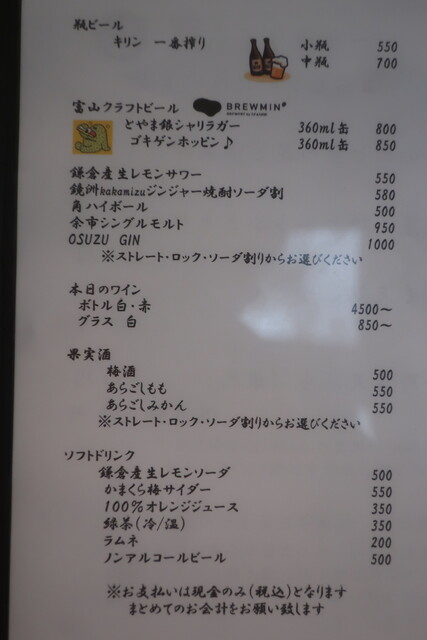 瓶ビール
キリン 一番搾り 小瓶 550
中瓶 700
富山クラフトビール BREWMIN'
とやま銀シャリラガー 360ml缶 800
ゴキゲンホッピン♪ 360ml缶 850
鎌倉産生レモンサワー 550
鏡洲kakamizuジンジャー焼酎ソーダ割 580
角ハイボール 500
余市シングルモルト 950
OSUZU GIN 1000
※ストレート・ロック・ソーダ割りからお選びください
本日のワイン
ボトル 白・赤 4500～
グラス 白 850～
果実酒
梅酒 500
あらごしもも 550
あらごしみかん 550
※ストレート・ロック・ソーダ割りからお選びください
ソフトドリンク
鎌倉産生レモンソーダ 500
かまくら梅サイダー 550
100%オレンジジュース 350
緑茶(冷/温) 350
ラムネ 200
ノンアルコールビール 500
※お支払いは現金のみ(税込)となります
まとめてのお会計をお願い致します